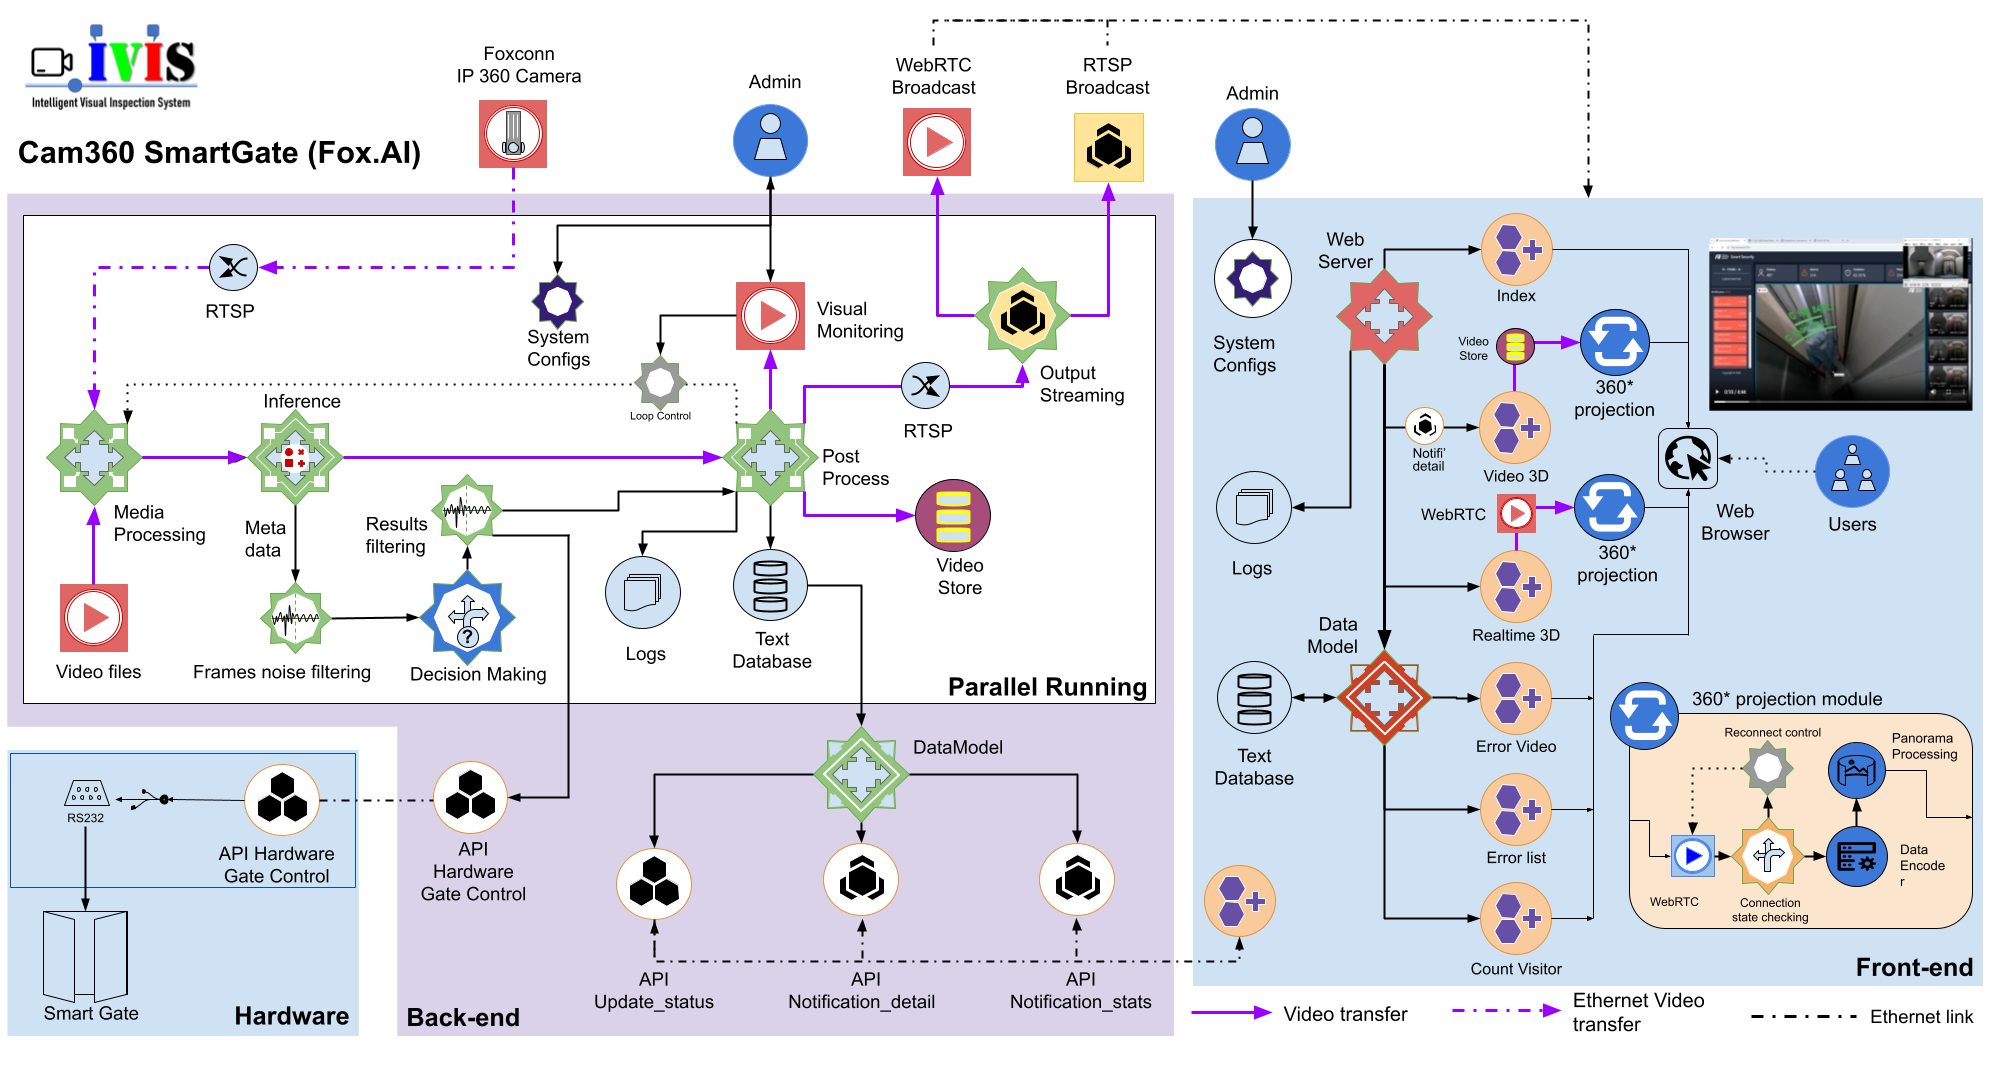 iVIS
Intelligent Visual Inspection System
Cam360 SmartGate (Fox.AI)
Foxconn
IP 360 Camera
Admin
WebRTC
Broadcast
RTSP
Broadcast
Admin
RTSP
System
Configs
Visual
Monitoring
Loop Control
Output
Streaming
RTSP
Inference
Media
Processing
Meta
data
Results
filtering
Post
Process
Video
Store
Video files
Frames noise filtering
?
Decision Making
Logs
Text
Database
Parallel Running
DataModel
RS232
API Hardware
Gate Control
Smart Gate
Hardware
API
Hardware
Gate Control
API
Update_status
API
Notification_detail
API
Notification_stats
Back-end
System
Configs
Web
Server
Index
Video
Store
360*
projection
Notifi'
detail
Video 3D
WebRTC
360*
projection
Web
Browser
Users
Logs
Realtime 3D
Data
Model
Text
Database
Error Video
Error list
Count Visitor
360* projection module
Reconnect control
Panorama
Processing
WebRTC
Connection
state checking
Data
Encode
r
Front-end
Video transfer
Ethernet Video
transfer
Ethernet link